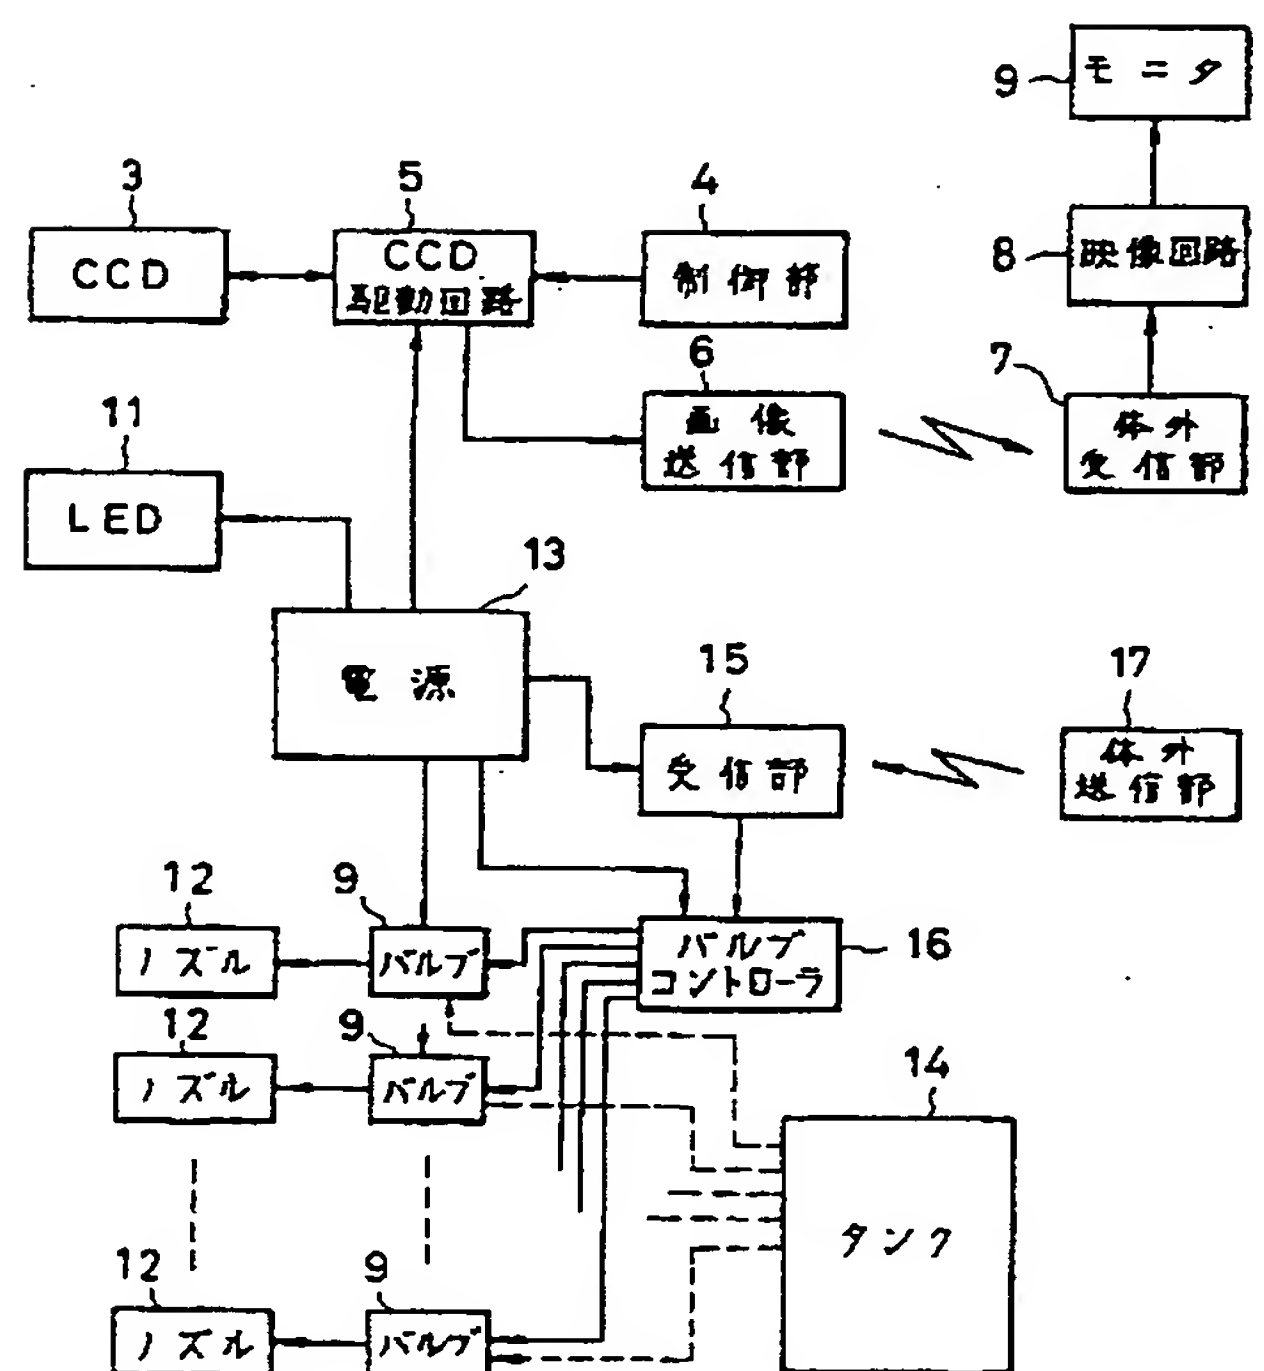 9
モニタ
3
5
4
8
映像回路
CCD
CCD
駆動回路
制御部
6
7
画像
送信部
体外
受信部
11
LED
13
電源
15
17
受信部
体外
送信部
12
9
ノズル
バルブ
バルブ
コントローラ
16
12
9
ノズル
バルブ
14
タンク
12
9
ノズル
バルブ